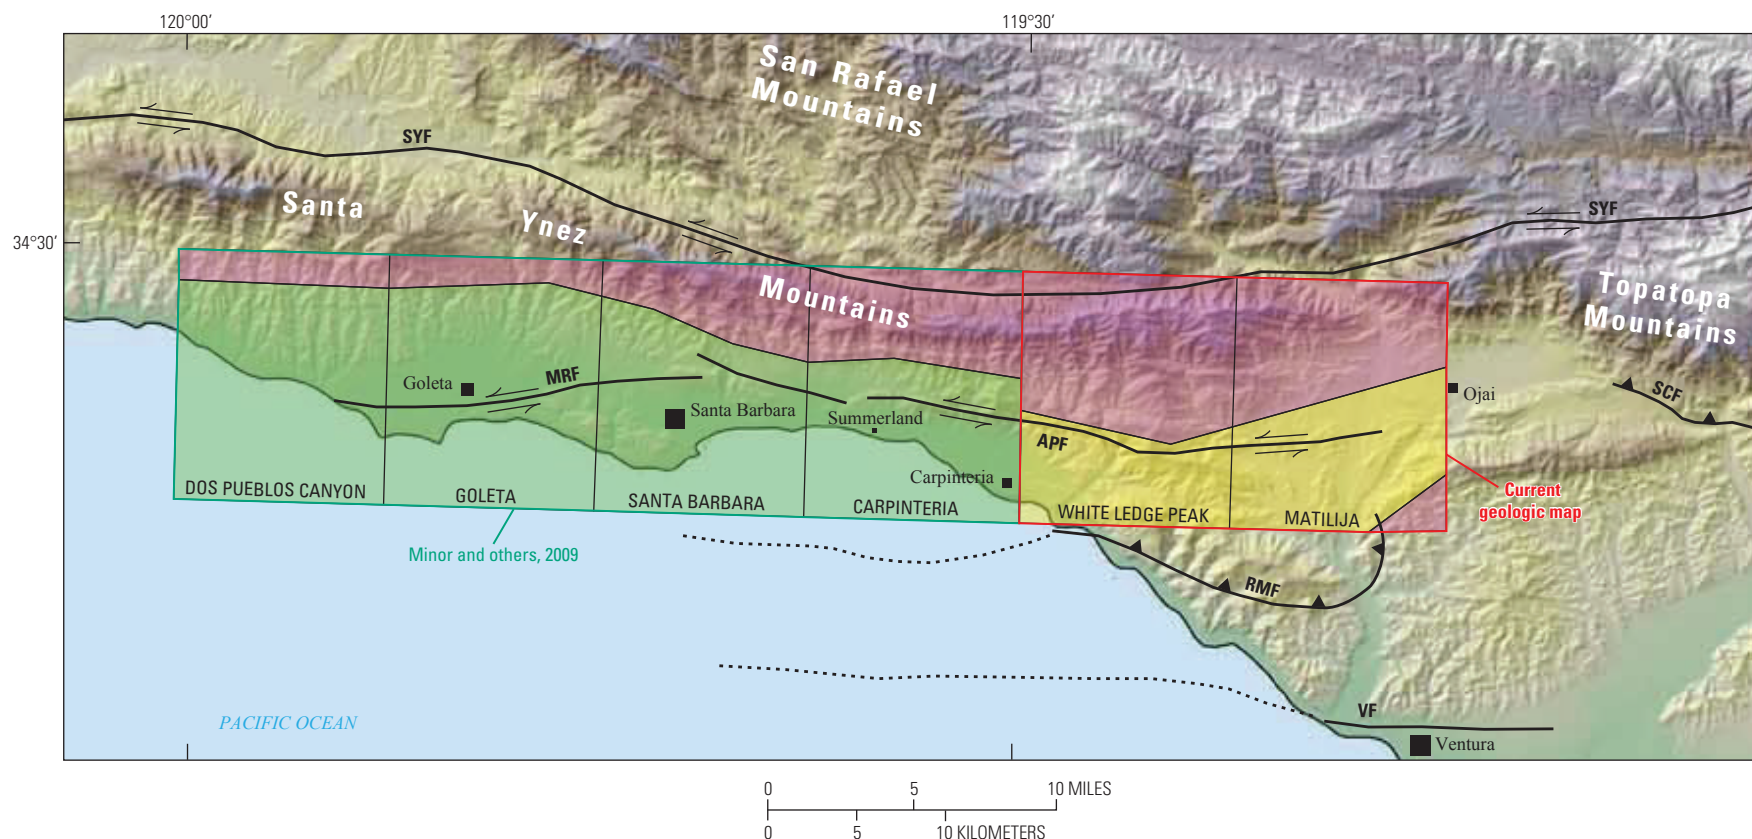 120°00′
119°30′
San Rafael
Mountains
SYF
Santa
Ynez
SYF
34°30′
Mountains
Topatopa
Mountains
MRF
Goleta
Santa Barbara
Summerland
APF
Ojai
SCF
Carpinteria
DOS PUEBLOS CANYON
GOLETA
SANTA BARBARA
CARPINTERIA
WHITE LEDGE PEAK
MATILIJA
Current
geologic map
Minor and others, 2009
RMF
PACIFIC OCEAN
VF
Ventura
0 5 10 MILES
0 5 10 KILOMETERS